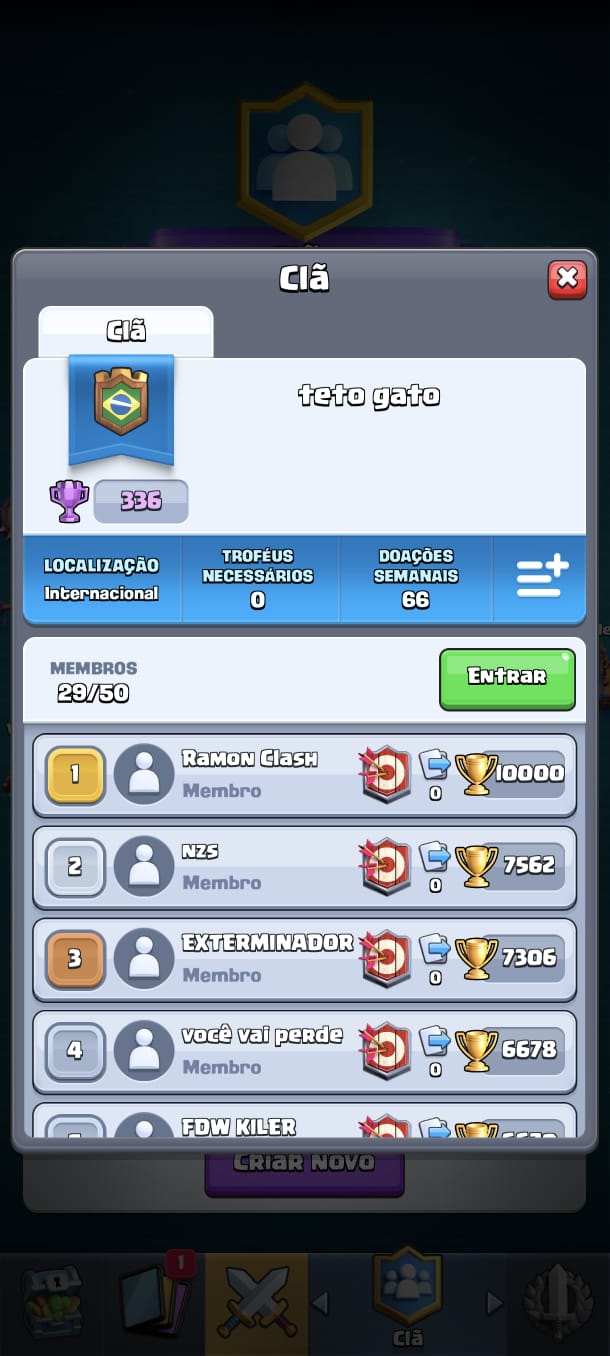 Clã
Clã
teto gato
336
LOCALIZAÇÃO
Internacional
TROFÉUS
NECESSÁRIOS
0
DOAÇÕES
SEMANAIS
66
MEMBROS
29/50
Entrar
1
Ramon Clash
Membro
0
10000
2
NZS
Membro
0
7562
3
EXTERMINADOR
Membro
0
7306
4
você vai perde
Membro
0
6678
FDW KILER
CRIAR NOVO
1
Clã